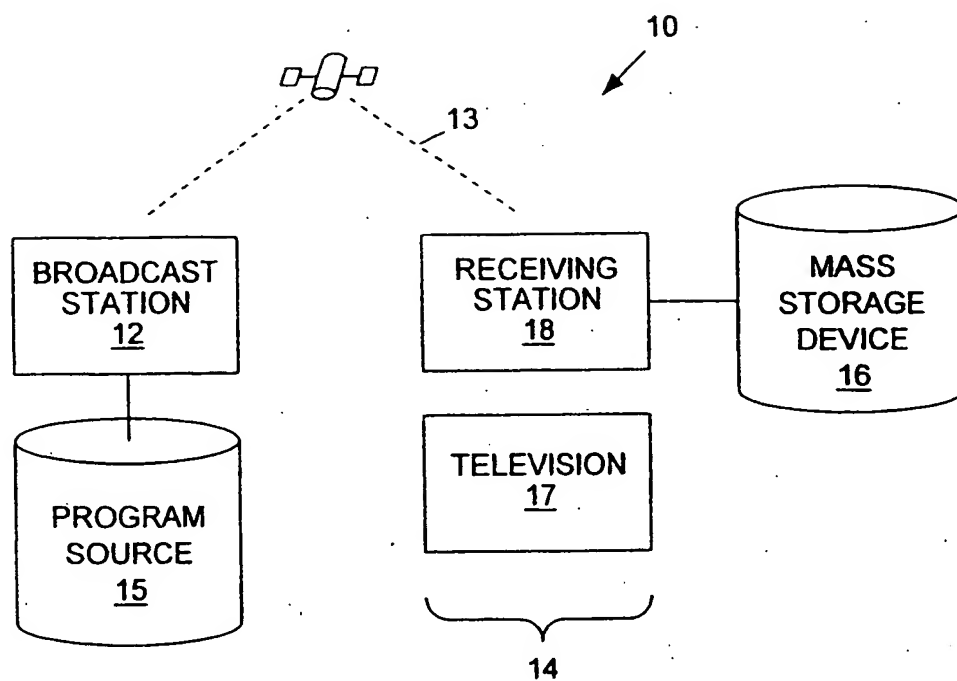 10
13
BROADCAST
STATION
12
RECEIVING
STATION
18
MASS
STORAGE
DEVICE
16
PROGRAM
SOURCE
15
TELEVISION
17
14